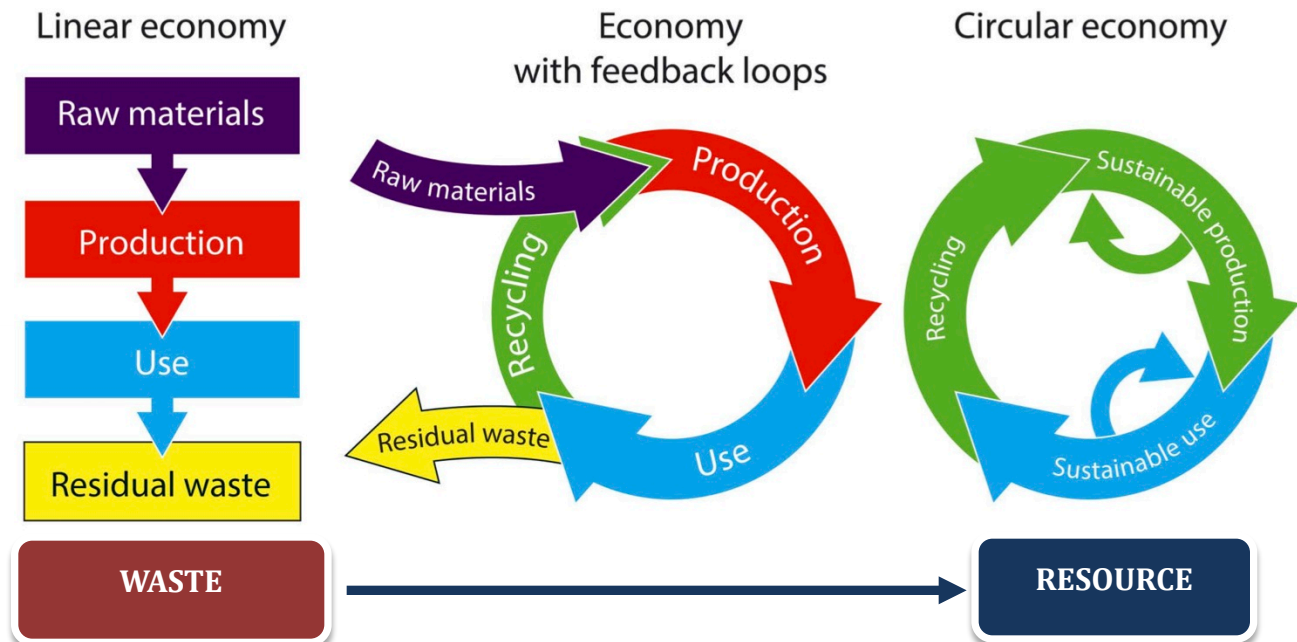 Linear economy
Raw materials
Production
Use
Residual waste
Economy
with feedback loops
Raw materials
Production
Use
Recycling
Residual waste
Circular economy
Sustainable production
Sustainable use
Recycling
WASTE
RESOURCE